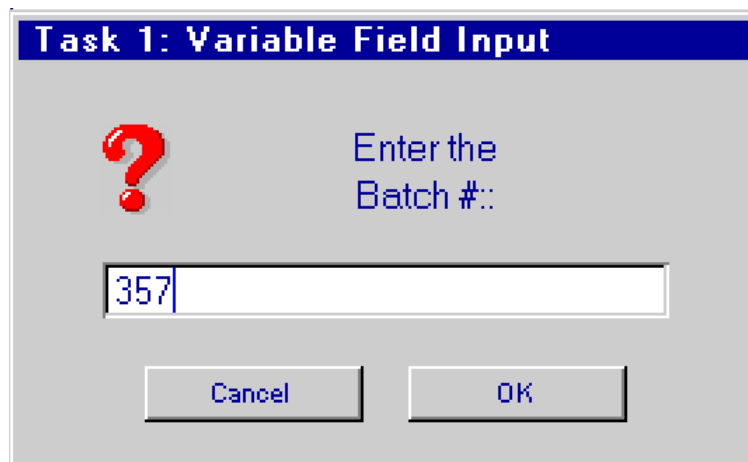 Task 1: Variable Field Input
Enter the
Batch #::
357
Cancel OK